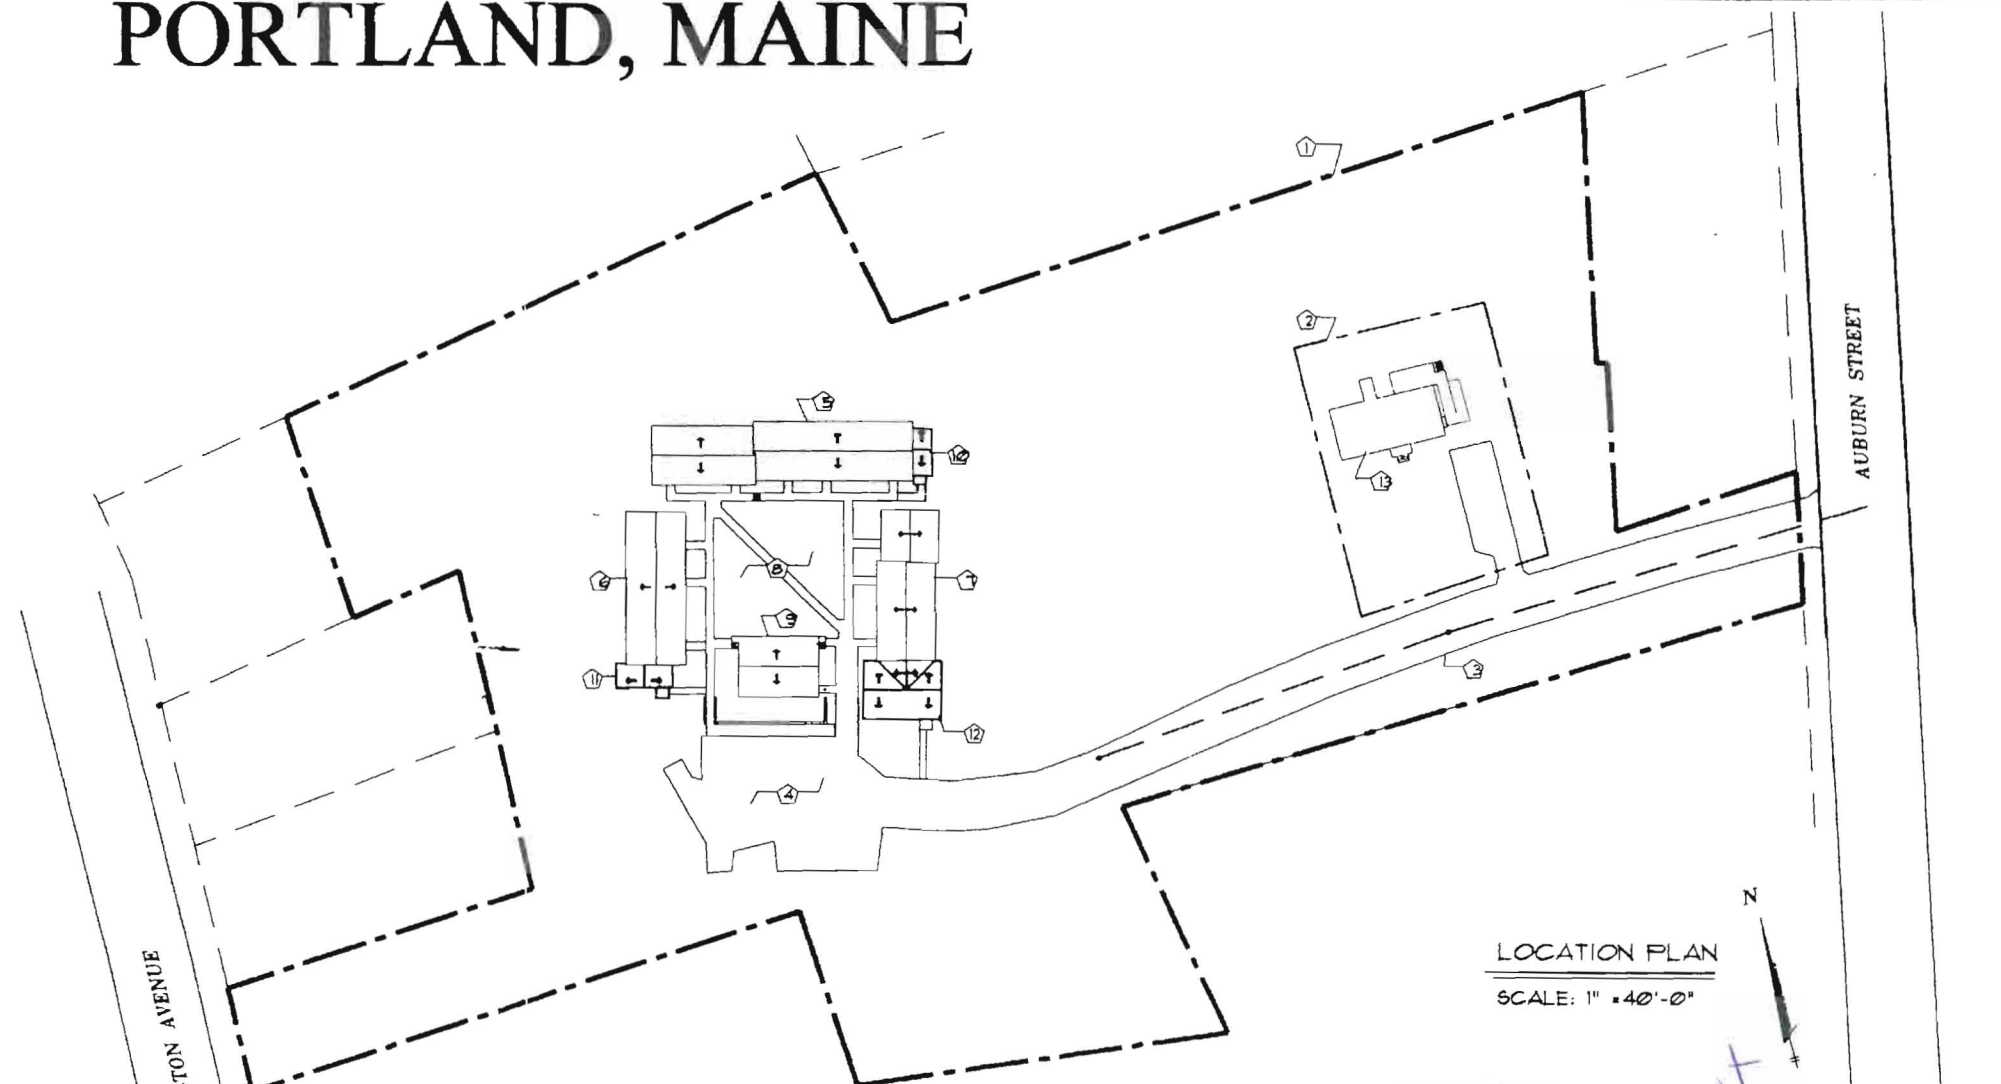 PORTLAND, MAINE
1
2
AUBURN STREET
5
10
13
8
6
7
9
11
3
12
4
N
LOCATION PLAN
SCALE: 1" = 40'-0"
TON AVENUE